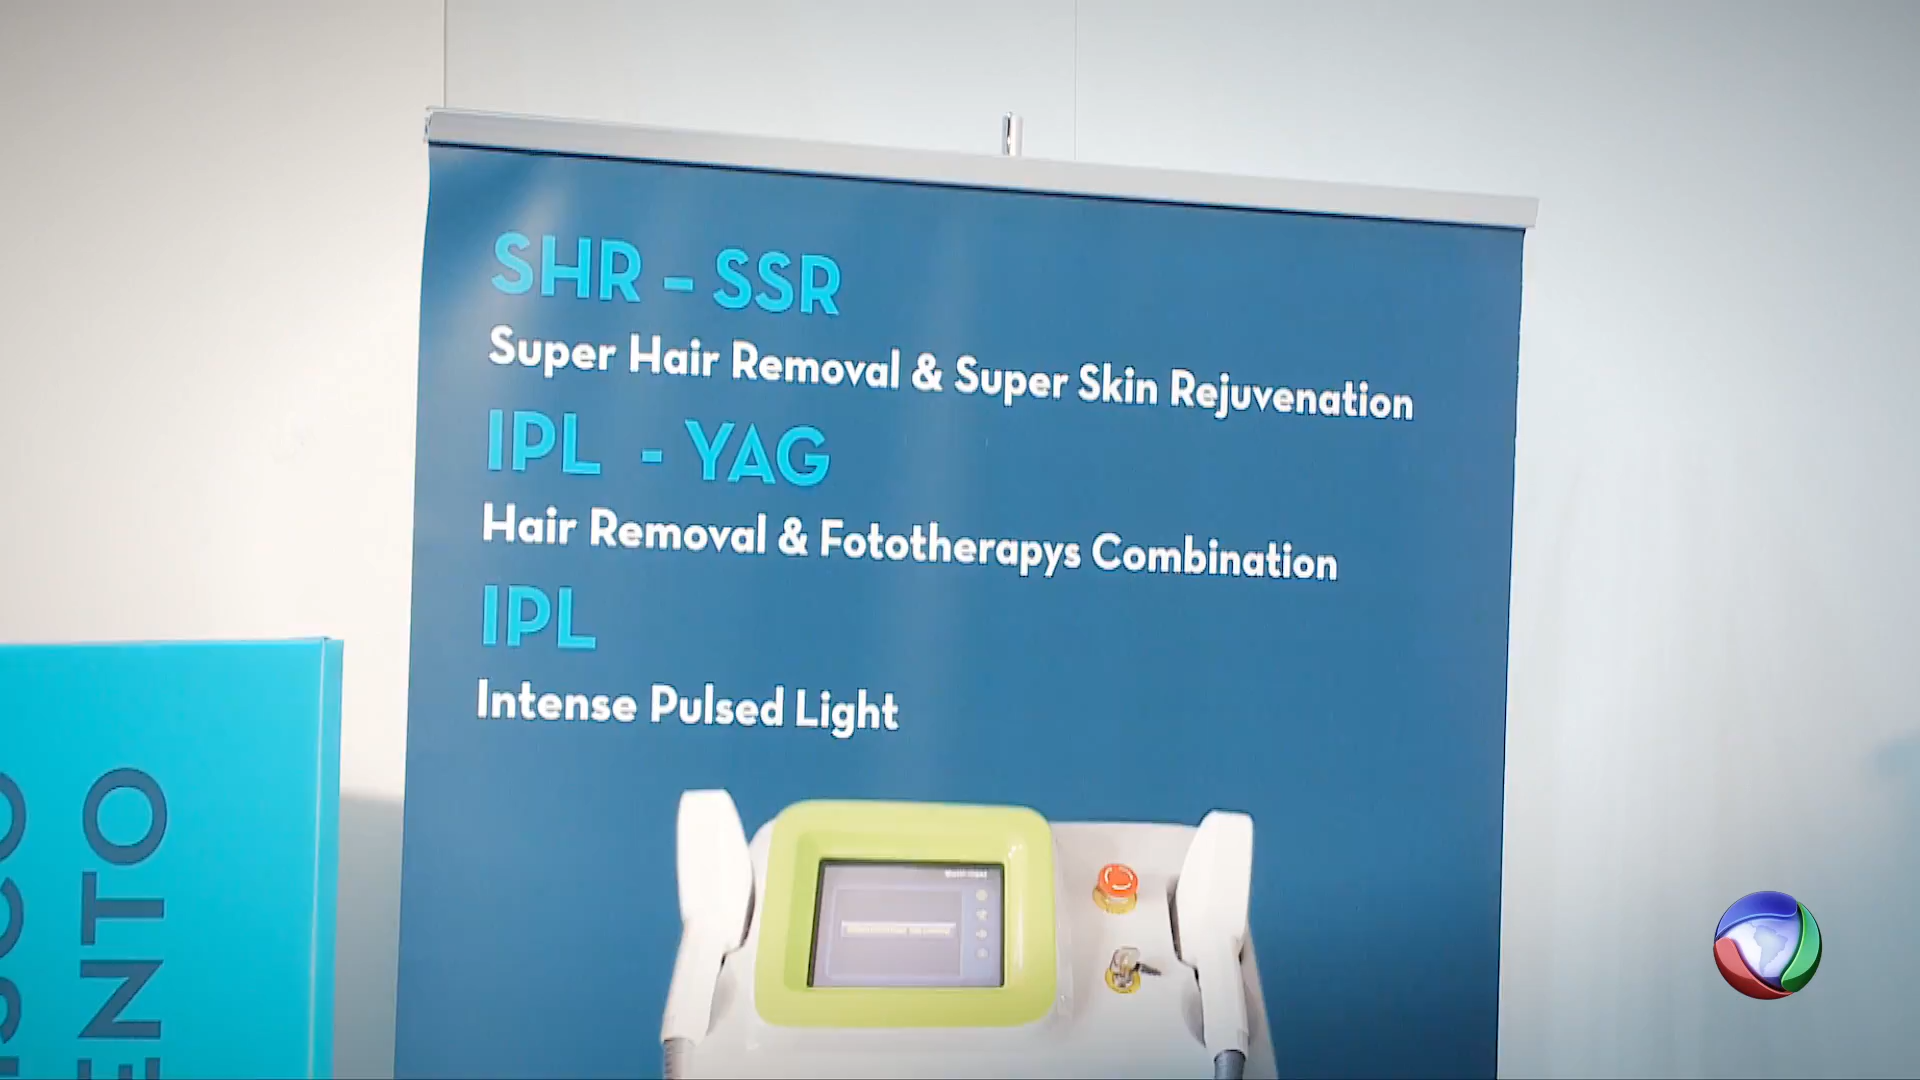 SHR – SSR
Super Hair Removal & Super Skin Rejuvenation
IPL - YAG
Hair Removal & Fototherapys Combination
IPL
Intense Pulsed Light